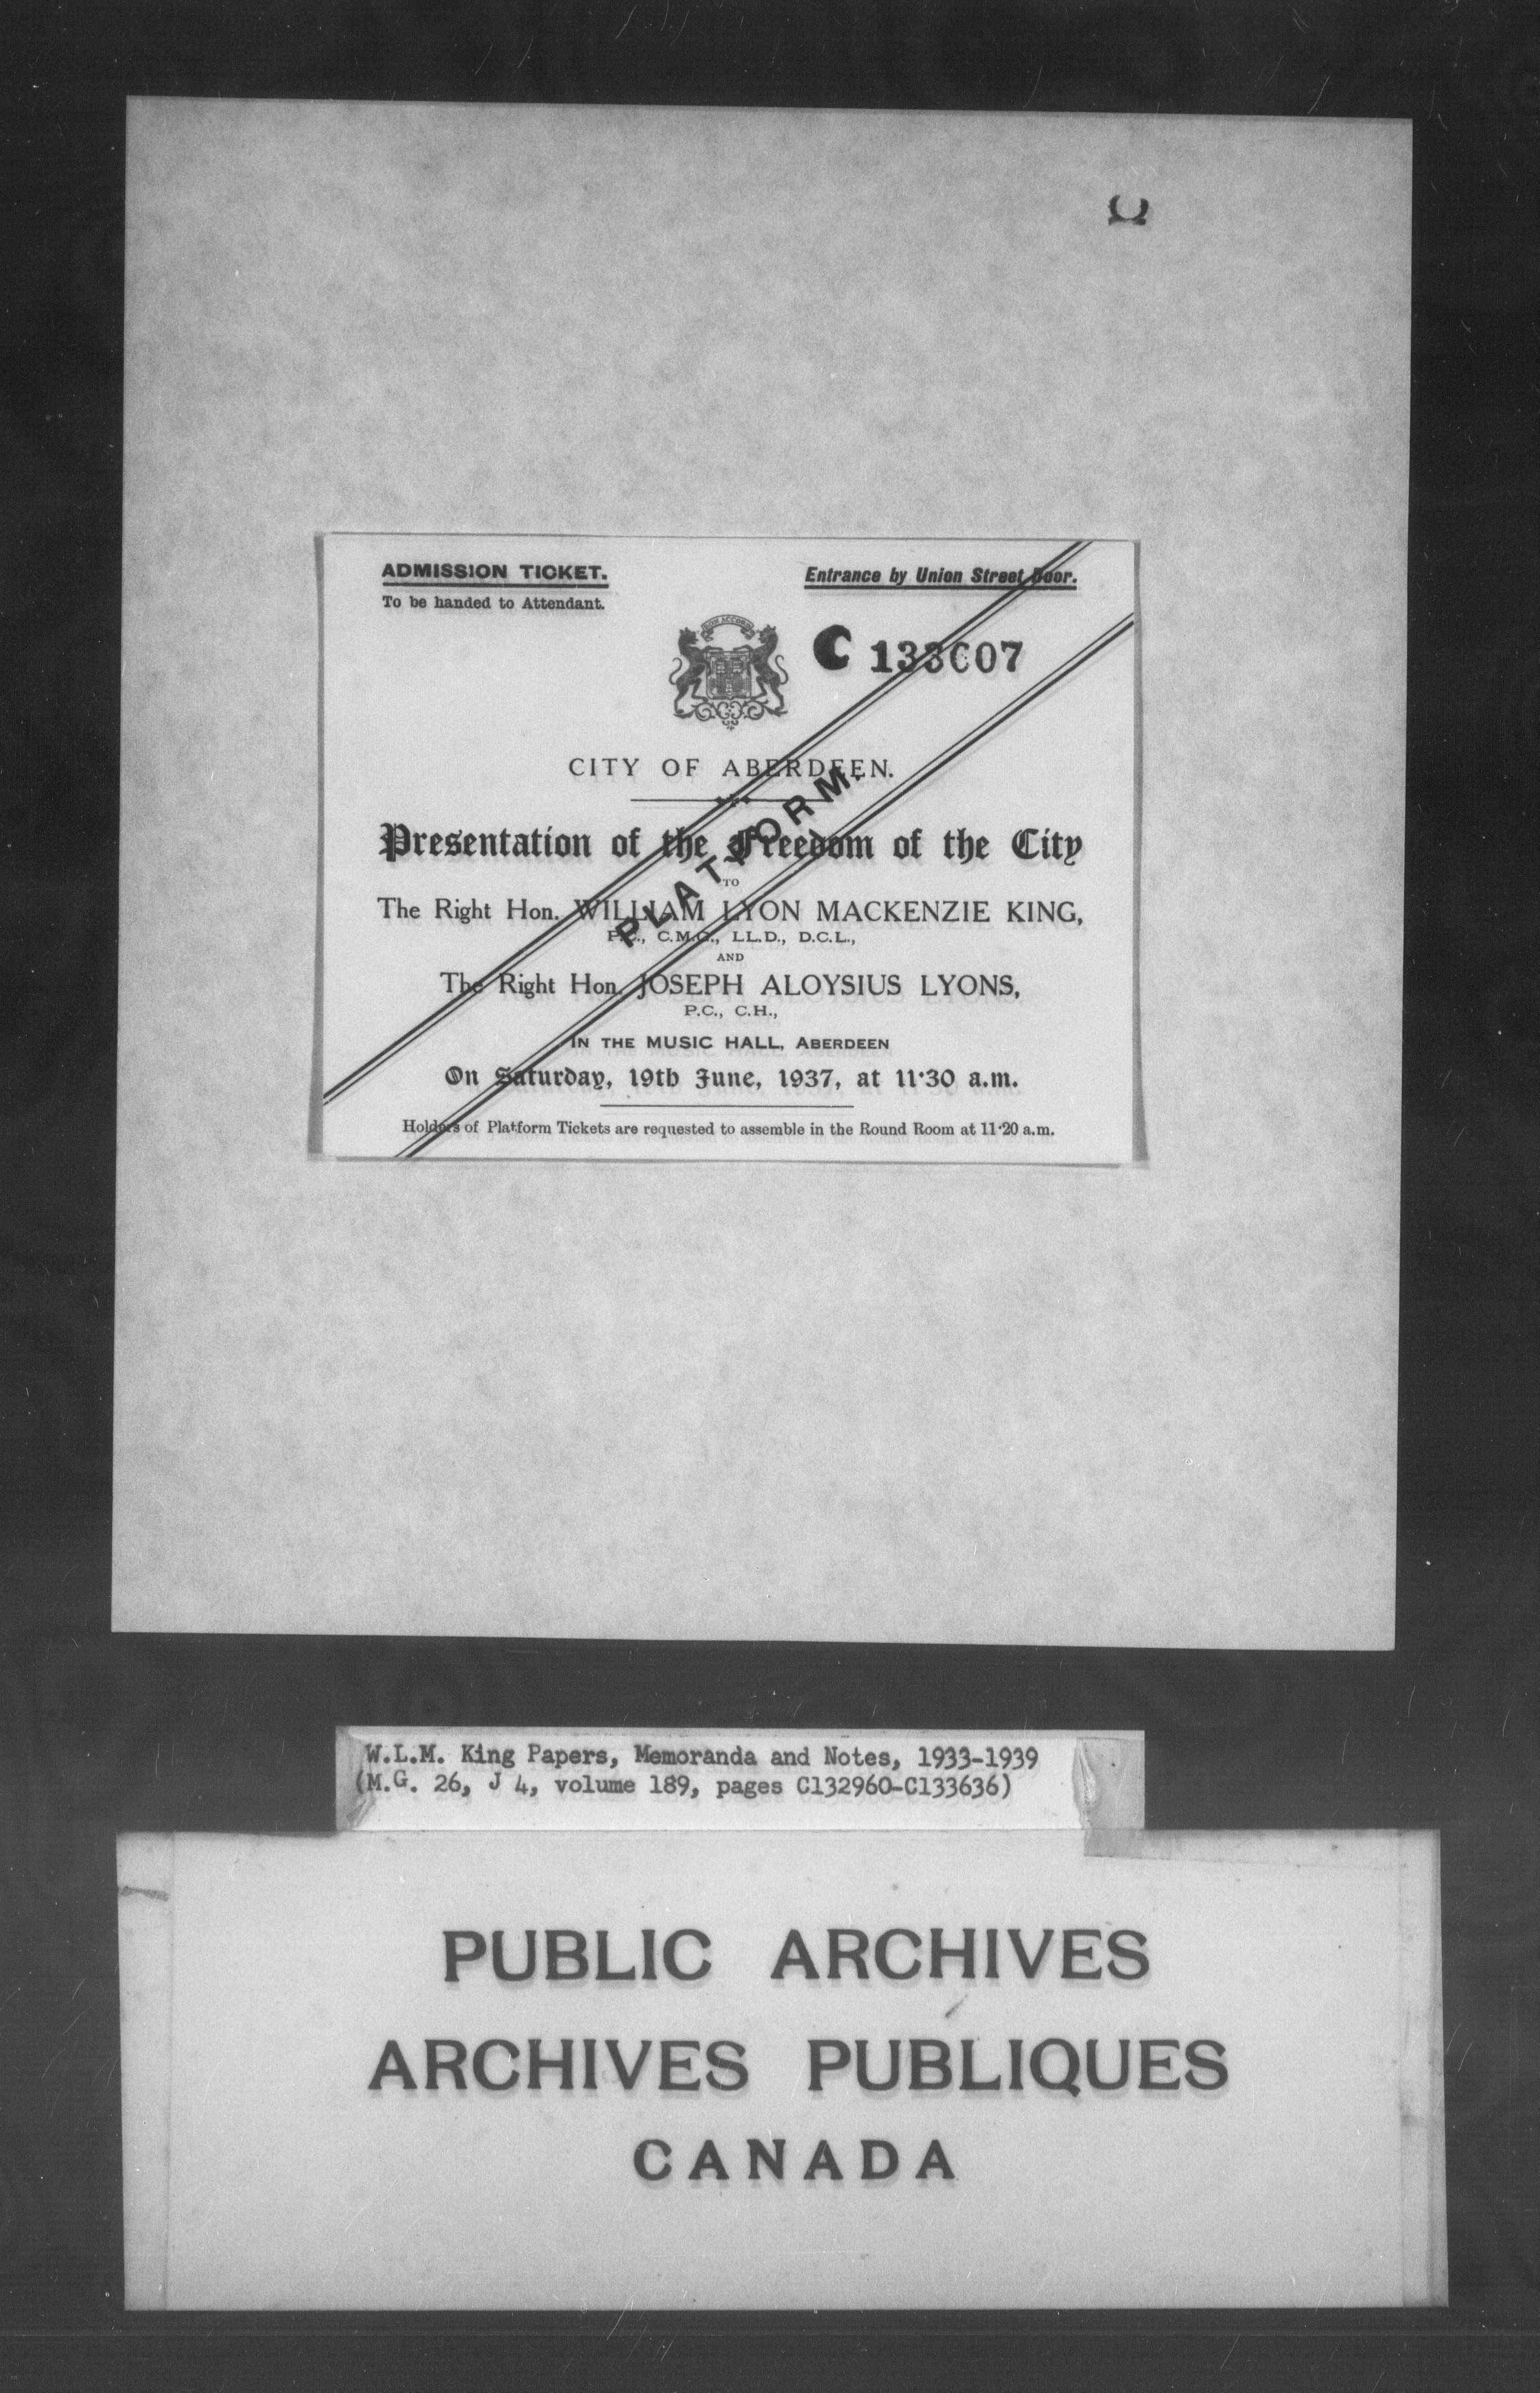 C
ADMISSION TICKET.
Entrance by Union Street Door.
To be handed to Attendant.
BON ACCORD
C 133607
CITY OF ABERDEEN.
PLATFORM.
Presentation of the Freedom of the City
TO
The Right Hon. WILLIAM LYON MACKENZIE KING,
P.C., C.M.G., LL.D., D.C.L.,
AND
The Right Hon. JOSEPH ALOYSIUS LYONS,
P.C., C.H.,
IN THE MUSIC HALL, ABERDEEN
On Saturday, 19th June, 1937, at 11·30 a.m.
Holders of Platform Tickets are requested to assemble in the Round Room at 11·20 a.m.
W.L.M. King Papers, Memoranda and Notes, 1933-1939
(M.G. 26, J 4, volume 189, pages C132960-C133636)
PUBLIC ARCHIVES
ARCHIVES PUBLIQUES
CANADA